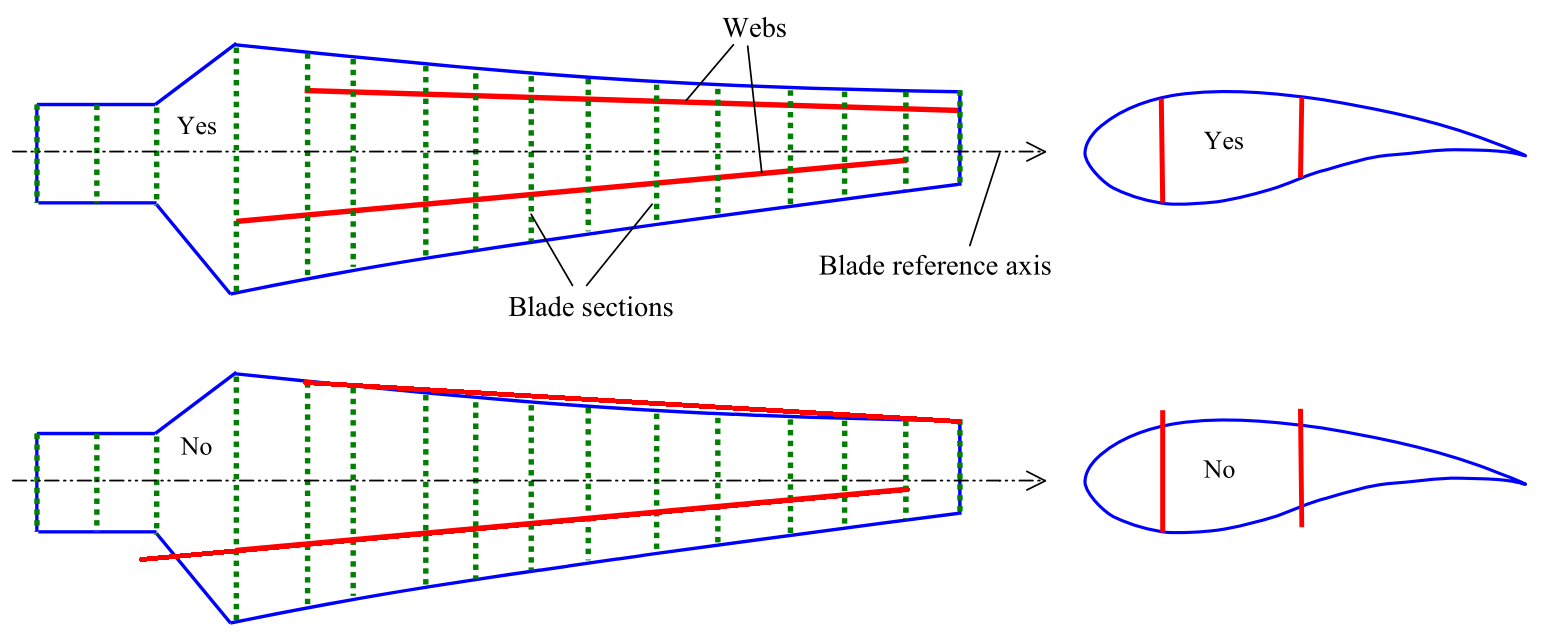 Webs
Yes
Yes
Blade reference axis
Blade sections
No
No